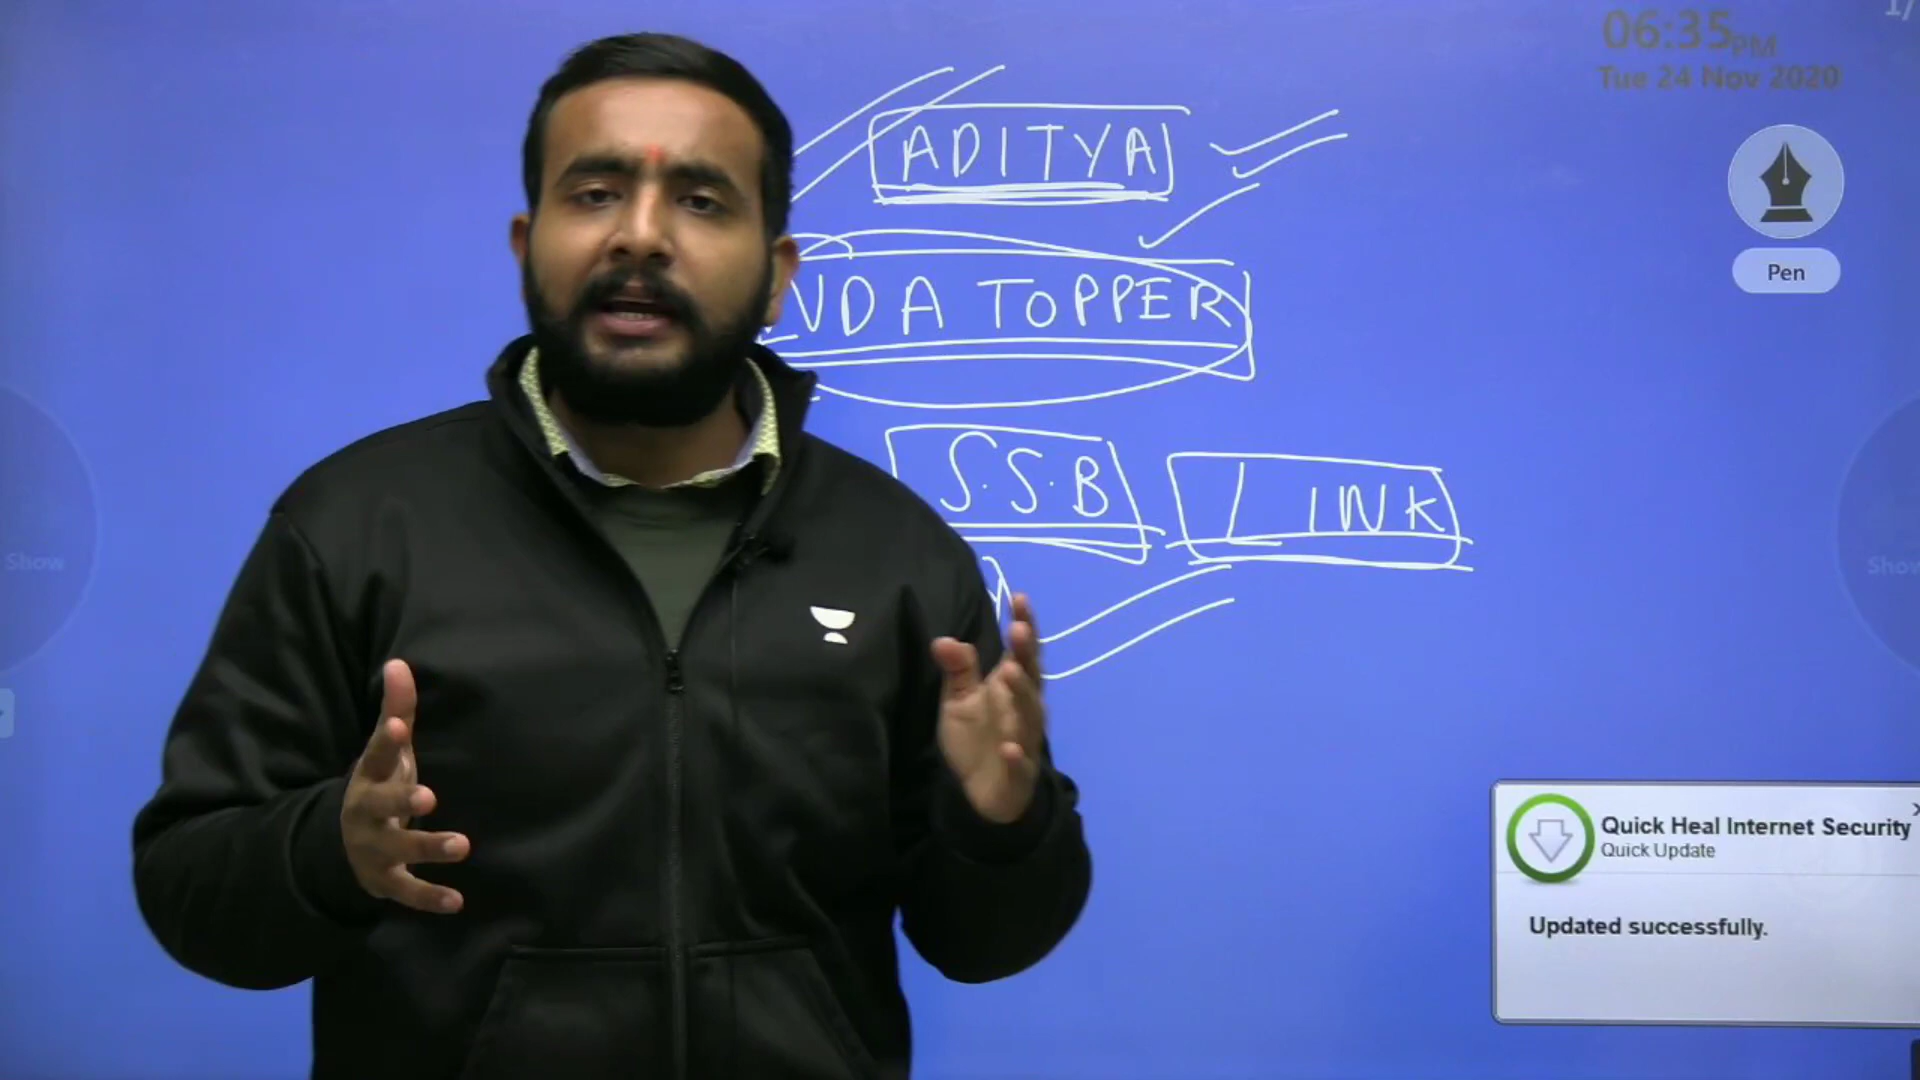 06:35PM
Tue 24 Nov 2020
ADITYA
NDA TOPPER
S.S.B LINK
Pen
Show
Show
Quick Heal Internet Security
Quick Update
Updated successfully.